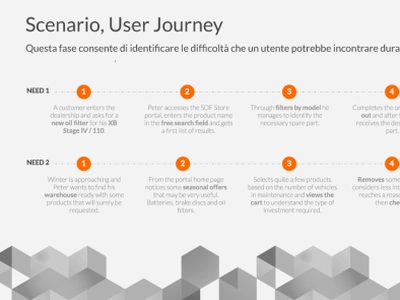 Scenario, User Journey
Questa fase consente di identificare le difficoltà che un utente potrebbe incontrare dura
NEED 1
1
2
3
4
A customer enters the
dealership and asks for a
new oil filter for his XB
Stage IV / 110.
Peter accesses the SDF Store
portal, enters the product name
in the free search field and gets
a first list of results.
Through filters by model he
manages to identify the
necessary spare part.
Completes the or
out and after
receives the des
part.
NEED 2
1
2
3
4
Winter is approaching and
Peter wants to find his
warehouse ready with some
products that will surely be
requested.
From the portal home page
notices some seasonal offers
that may be very useful.
Batteries, brake discs and oil-
filters.
Selects quite a few products
based on the number of vehicles
in maintenance and views the
cart to understand the type of
investment required.
Removes some
considers less int
reaches a reaso
then che